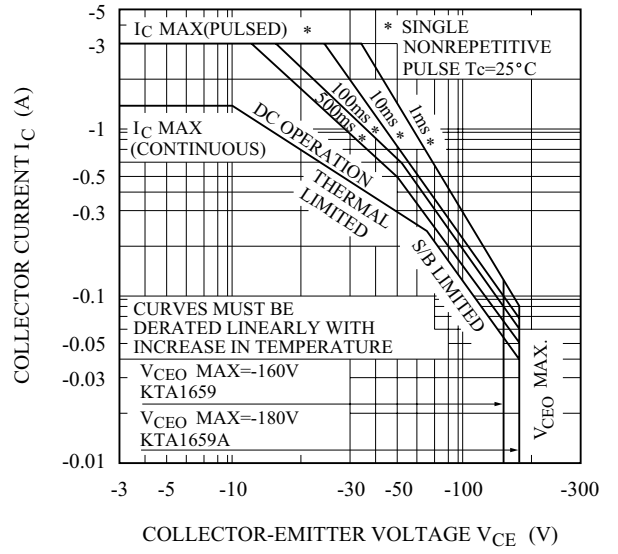 COLLECTOR CURRENT IC (A)
-5
-3
-1
-0.5
-0.3
-0.1
-0.05
-0.03
-0.01
IC MAX(PULSED) *
* SINGLE
NONREPETITIVE
PULSE Tc=25°C
1ms *
10ms *
100ms *
500ms *
IC MAX
(CONTINUOUS)
DC OPERATION
THERMAL
LIMITED
S/B LIMITED
CURVES MUST BE
DERATED LINEARLY WITH
INCREASE IN TEMPERATURE
VCEO MAX=-160V
KTA1659
VCEO MAX=-180V
KTA1659A
VCEO MAX.
-3 -5 -10 -30 -50 -100 -300
COLLECTOR-EMITTER VOLTAGE VCE (V)